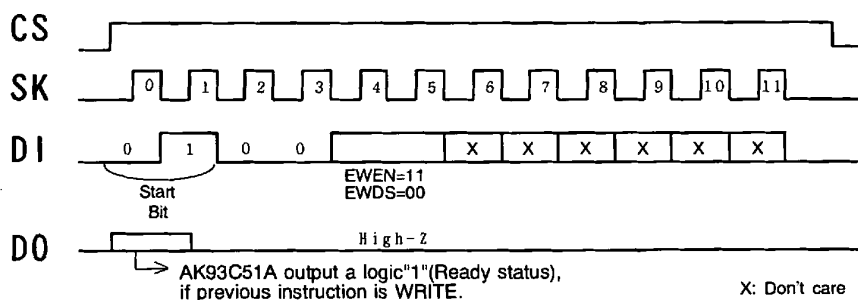 CS
SK 0 1 2 3 4 5 6 7 8 9 10 11
DI 0 1 0 0 X X X X X X
Start
Bit
EWEN=11
EWDS=00
DO High-Z
AK93C51A output a logic"1"(Ready status),
if previous instruction is WRITE.
X: Don't care